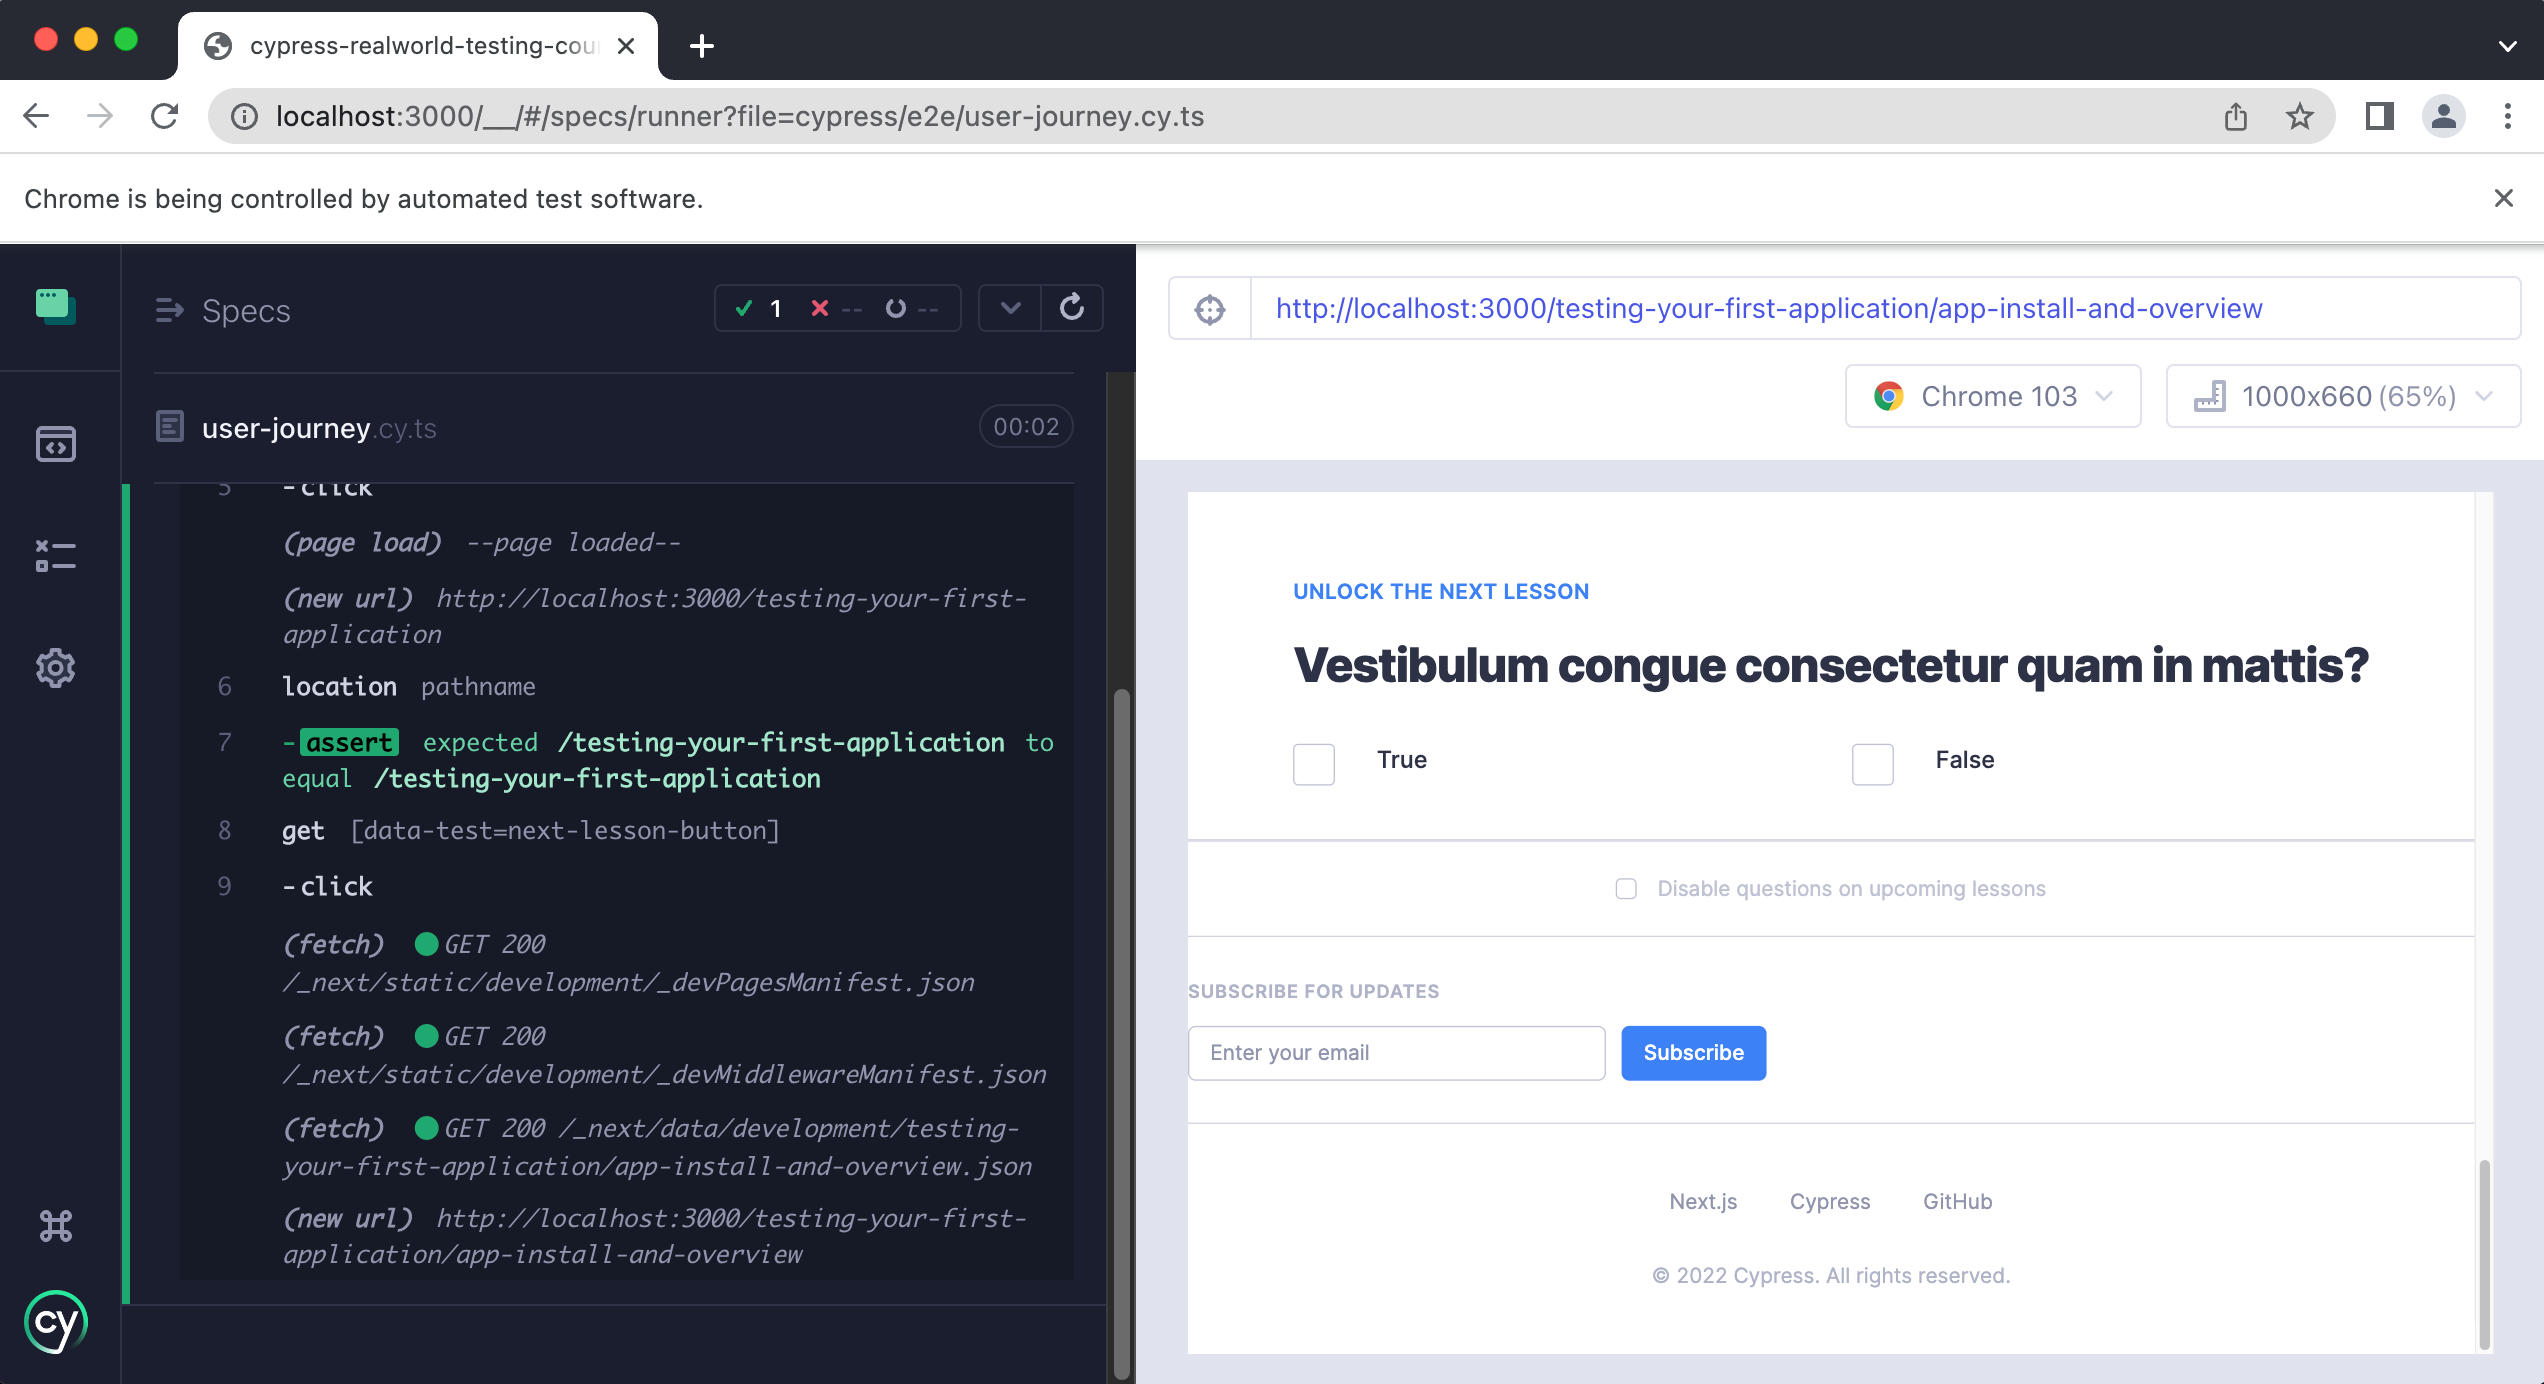 cypress-realworld-testing-cou
localhost:3000/__/#/specs/runner?file=cypress/e2e/user-journey.cy.ts
Chrome is being controlled by automated test software.
Specs
1 -- --
user-journey.cy.ts 00:02
5 -click
(page load) --page loaded--
(new url) http://localhost:3000/testing-your-first-
application
6 location pathname
7 -assert expected /testing-your-first-application to
equal /testing-your-first-application
8 get [data-test=next-lesson-button]
9 -click
(fetch) GET 200
/_next/static/development/_devPagesManifest.json
(fetch) GET 200
/_next/static/development/_devMiddlewareManifest.json
(fetch) GET 200 /_next/data/development/testing-
your-first-application/app-install-and-overview.json
(new url) http://localhost:3000/testing-your-first-
application/app-install-and-overview
cy
http://localhost:3000/testing-your-first-application/app-install-and-overview
Chrome 103
1000x660 (65%)
UNLOCK THE NEXT LESSON
Vestibulum congue consectetur quam in mattis?
True
False
Disable questions on upcoming lessons
SUBSCRIBE FOR UPDATES
Enter your email
Subscribe
Next.js Cypress GitHub
© 2022 Cypress. All rights reserved.